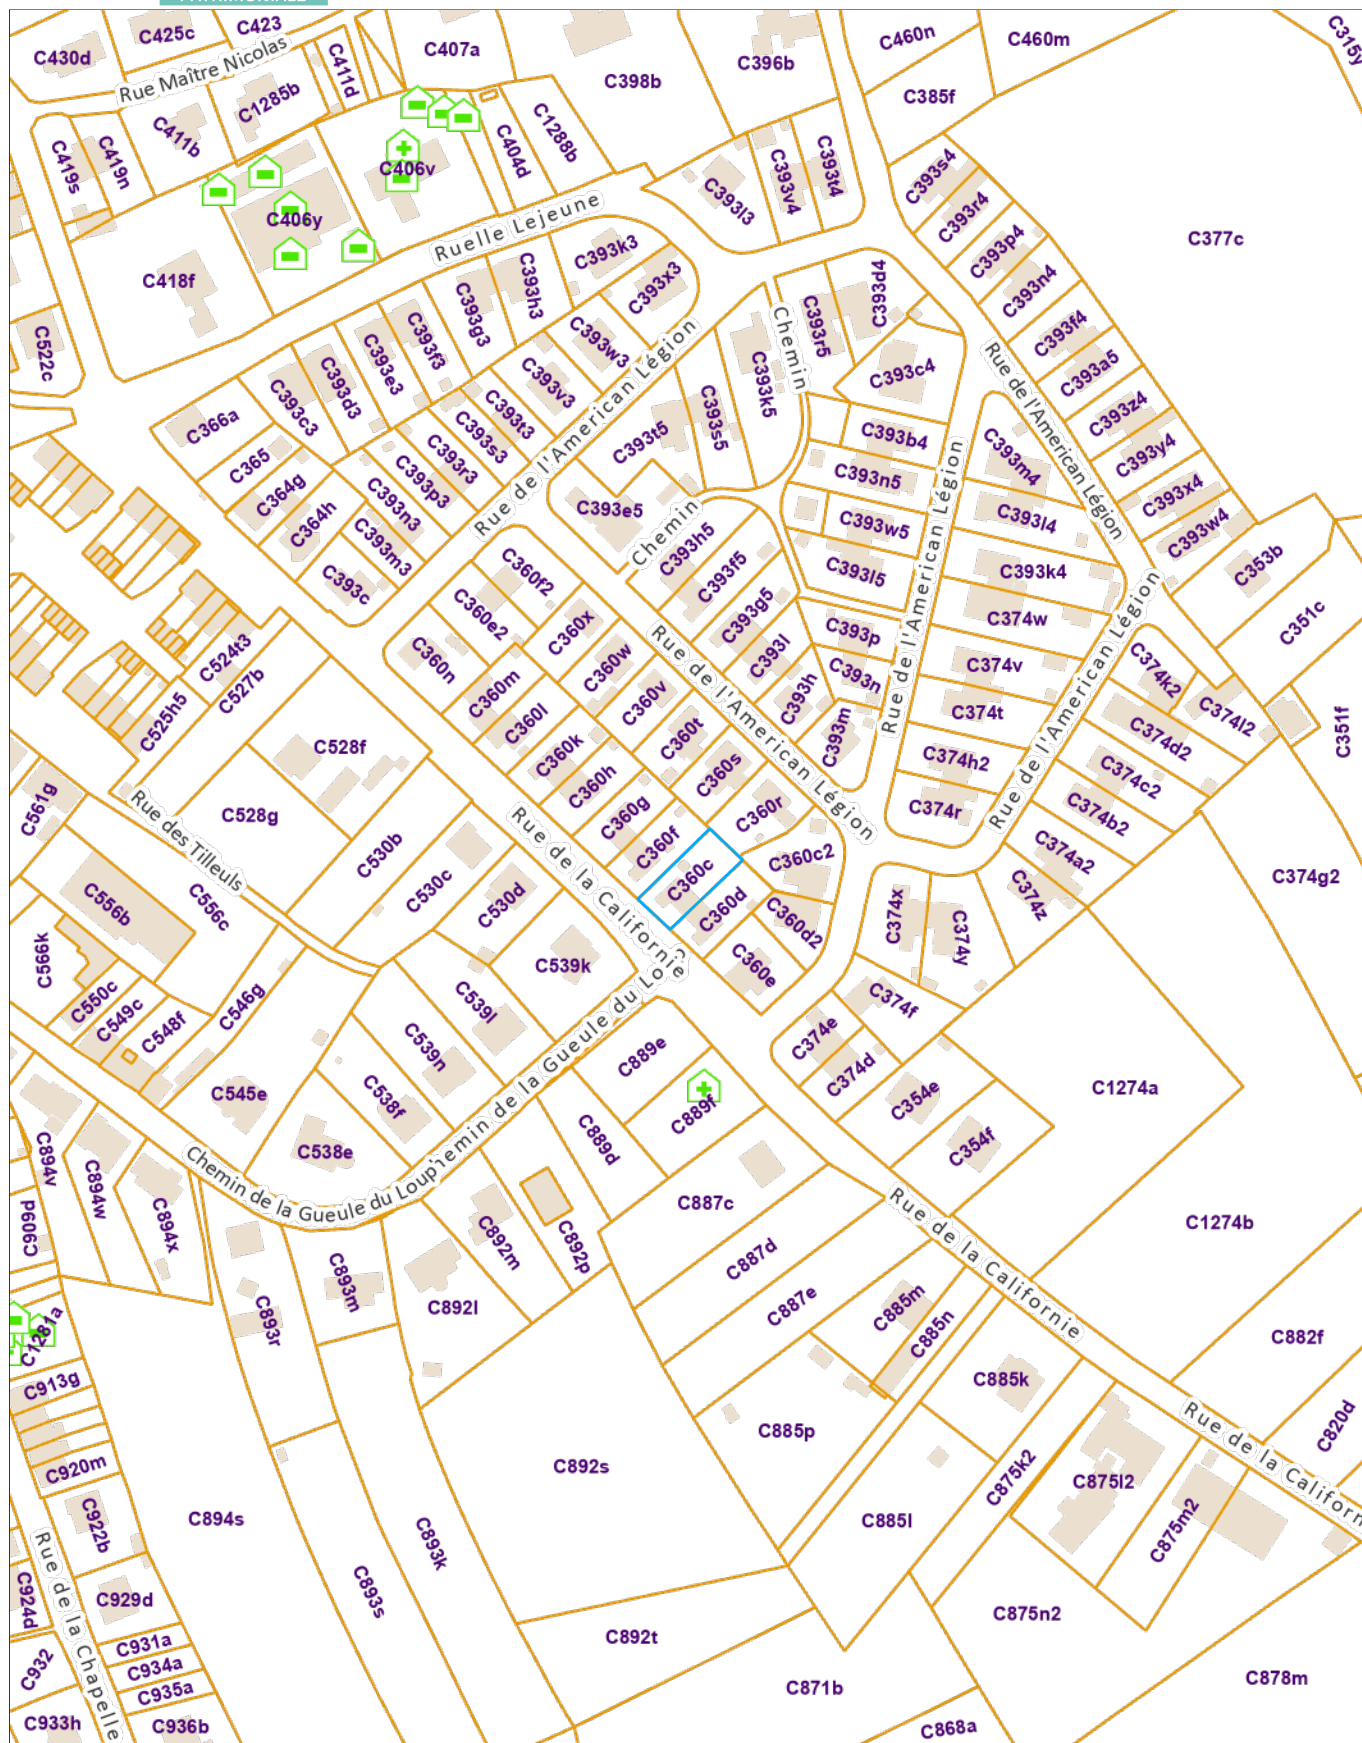 C430d
C425c
C423
Rue Maître Nicolas
C411d
C407a
C398b
C396b
C460n
C460m
C385f
C1285b
C411b
C419s
C419n
C406v
C404d
C1288b
C393l3
C393v4
C393t4
C393s4
C393r4
C393p4
C393n4
C377c
C406y
Ruelle Lejeune
C418f
C522c
C393k3
C393x3
C393h3
C393g3
C393f3
C393e3
C393d3
C393c3
C366a
C365
C364g
C364h
C393w3
C393v3
C393t3
C393s3
C393r3
C393p3
C393n3
C393m3
C393c
Rue de l'American Légion
Chemin
C393r5
C393d4
C393c4
C393k5
C393s5
C393t5
C393e5
C393b4
C393n5
C393w5
C393l5
Rue de l'American Légion
C393f4
C393a5
C393z4
C393y4
C393x4
C393w4
C353b
C351c
C351f
C393m4
C393l4
C393k4
C374w
C374v
C374t
C374h2
C374r
Rue de l'American Légion
Chemin
C393h5
C393f5
C393g5
C393l
C393h
C393p
C393n
C393m
Rue de l'American Légion
C374k2
C374l2
C374d2
C374c2
C374b2
C374a2
C374z
C374g2
Rue de l'American Légion
C360f2
C360e2
C360n
C360x
C360w
C360v
C360t
C360s
C360r
C360m
C360l
C360k
C360h
C360g
C360f
C360c
C360d
C360c2
C360d2
C360e
C524t3
C527b
C525h5
C528f
C528g
C561g
Rue des Tilleuls
C530b
C530c
C530d
Rue de la Californie
C556b
C556c
C566k
C550c
C549c
C548f
C546g
C545e
C539k
C539l
C539n
C538f
C538e
C374x
C374y
C374f
C374e
C374d
C354e
C354f
C1274a
C1274b
C889e
C889f
C889d
C887c
C887d
C887e
Chemin de la Gueule du Loup
C894v
C894w
C894x
C909d
C1281a
C913g
C920m
C922b
C924d
C929d
C931a
C934a
C935a
C936b
C932
C933h
Rue de la Chapelle
C893r
C893m
C892l
C892m
C892p
C892s
C894s
C893s
C893k
C892t
C871b
C868a
Rue de la Californie
C885m
C885n
C885k
C885p
C885l
C875k2
C875l2
C875m2
C875n2
C878m
C882f
C820d